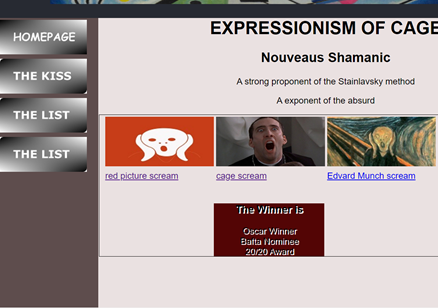 EXPRESSIONISM OF CAGE
HOMEPAGE
Nouveaus Shamanic
THE KISS
A strong proponent of the Stainlavsky method
A exponent of the absurd
THE LIST
THE LIST
red picture scream
cage scream
Edvard Munch scream
The Winner is
Oscar Winner
Bafta Nominee
20/20 Award